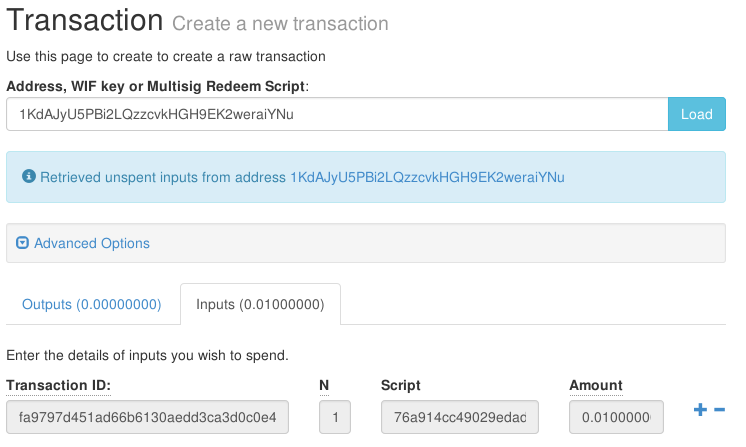 Transaction Create a new transaction
Use this page to create to create a raw transaction
Address, WIF key or Multisig Redeem Script:
1KdAJyU5PBi2LQzzcvkHGH9EK2weraiYNu Load
Retrieved unspent inputs from address 1KdAJyU5PBi2LQzzcvkHGH9EK2weraiYNu
Advanced Options
Outputs (0.00000000) Inputs (0.01000000)
Enter the details of inputs you wish to spend.
Transaction ID: N Script Amount
fa9797d451ad66b6130aedd3ca3d0c0e4 1 76a914cc49029edad 0.0100000